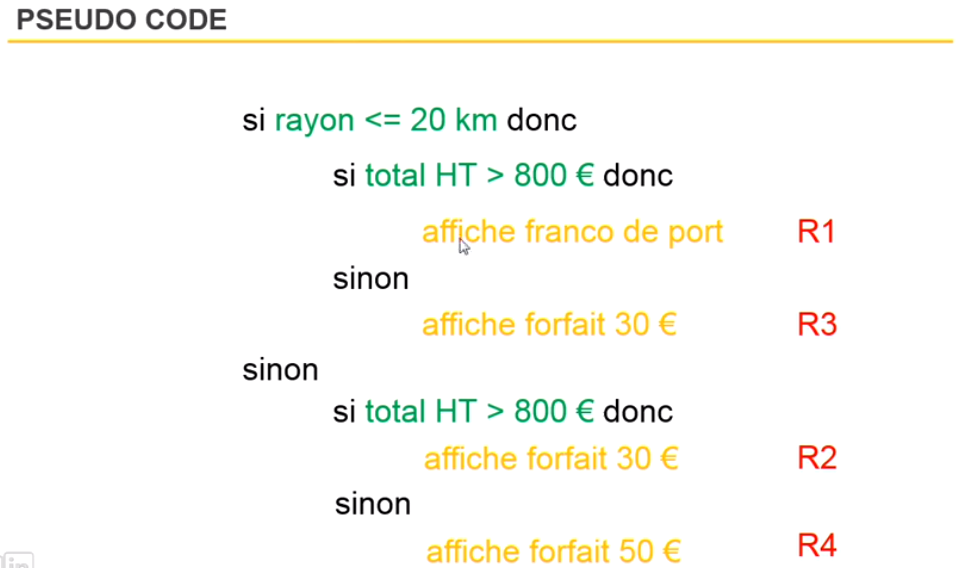 PSEUDO CODE
si rayon <= 20 km donc
si total HT > 800 € donc
affiche franco de port R1
sinon
affiche forfait 30 € R3
sinon
si total HT > 800 € donc
affiche forfait 30 € R2
sinon
affiche forfait 50 € R4
in